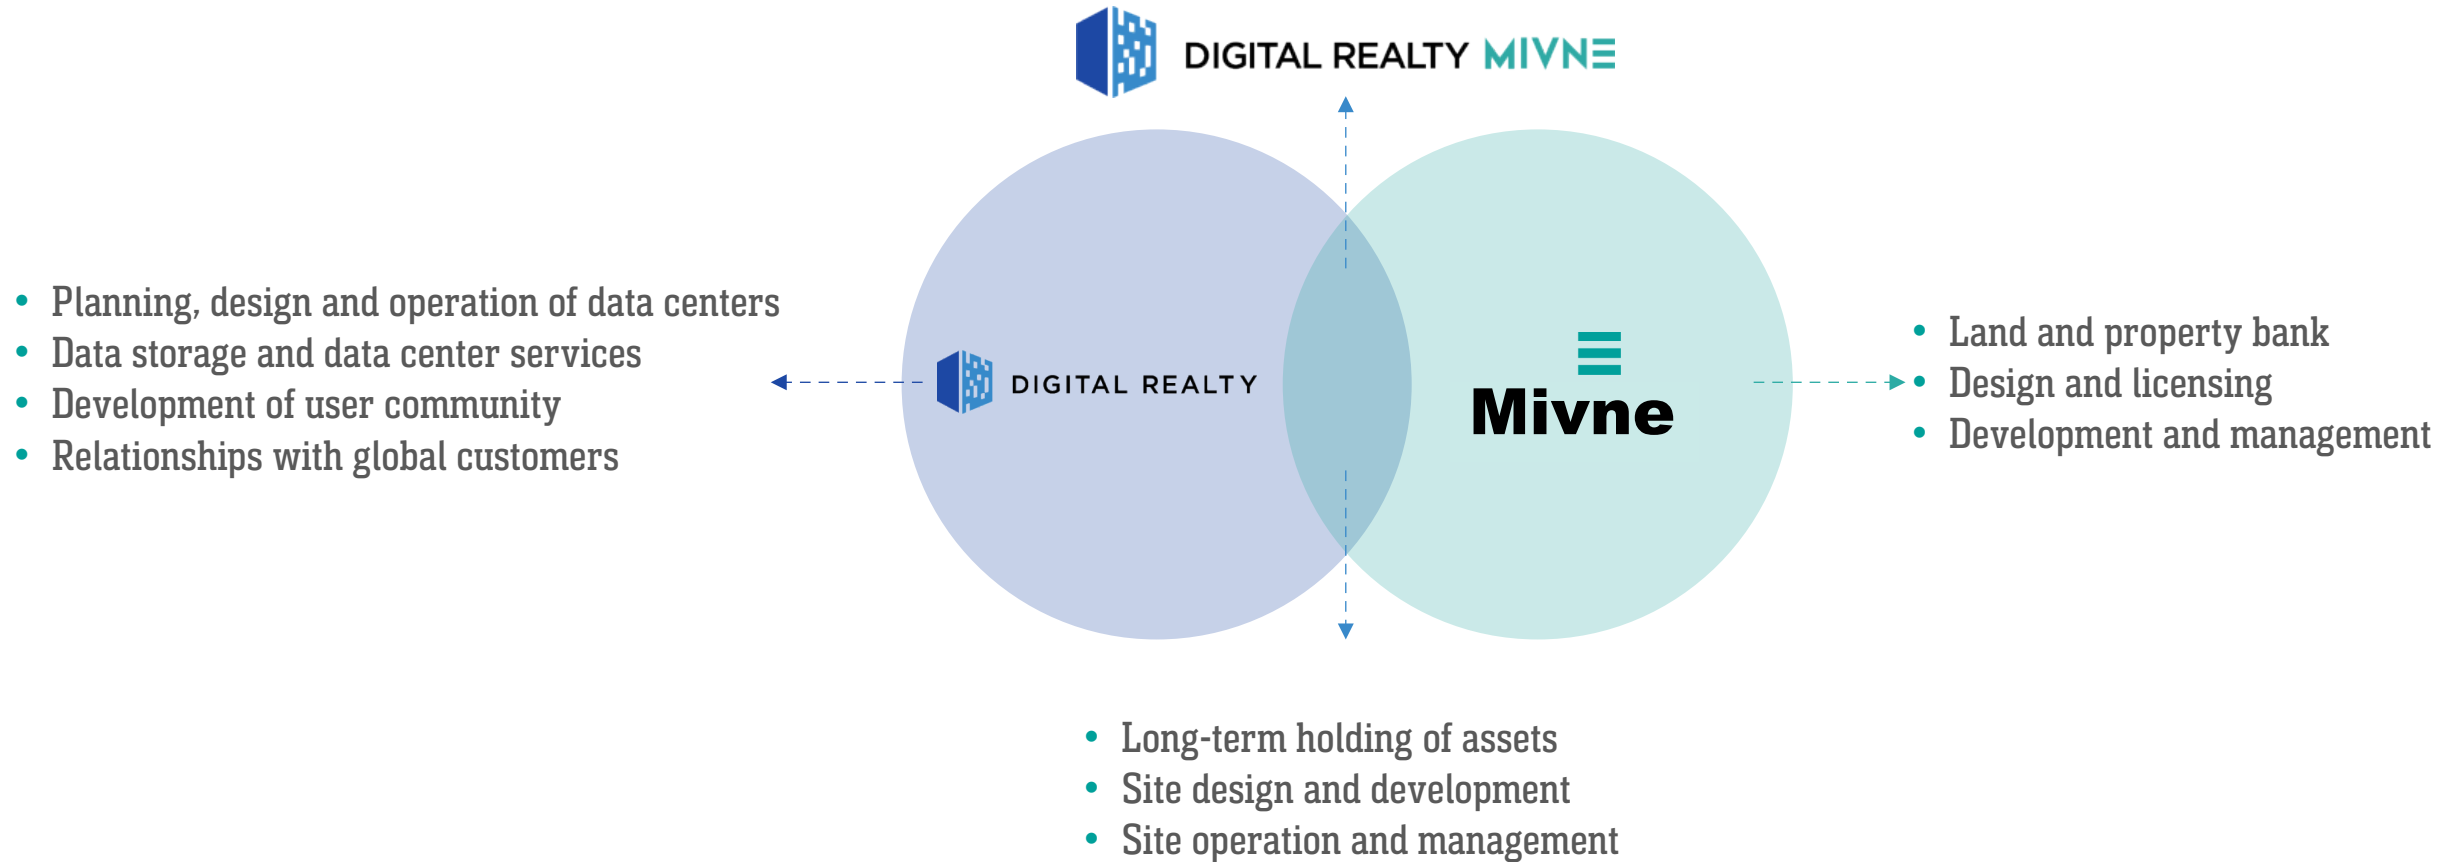 DIGITAL REALTY MIVNE
• Planning, design and operation of data centers
• Data storage and data center services
• Development of user community
• Relationships with global customers
DIGITAL REALTY
Mivne
• Land and property bank
• Design and licensing
• Development and management
• Long-term holding of assets
• Site design and development
• Site operation and management